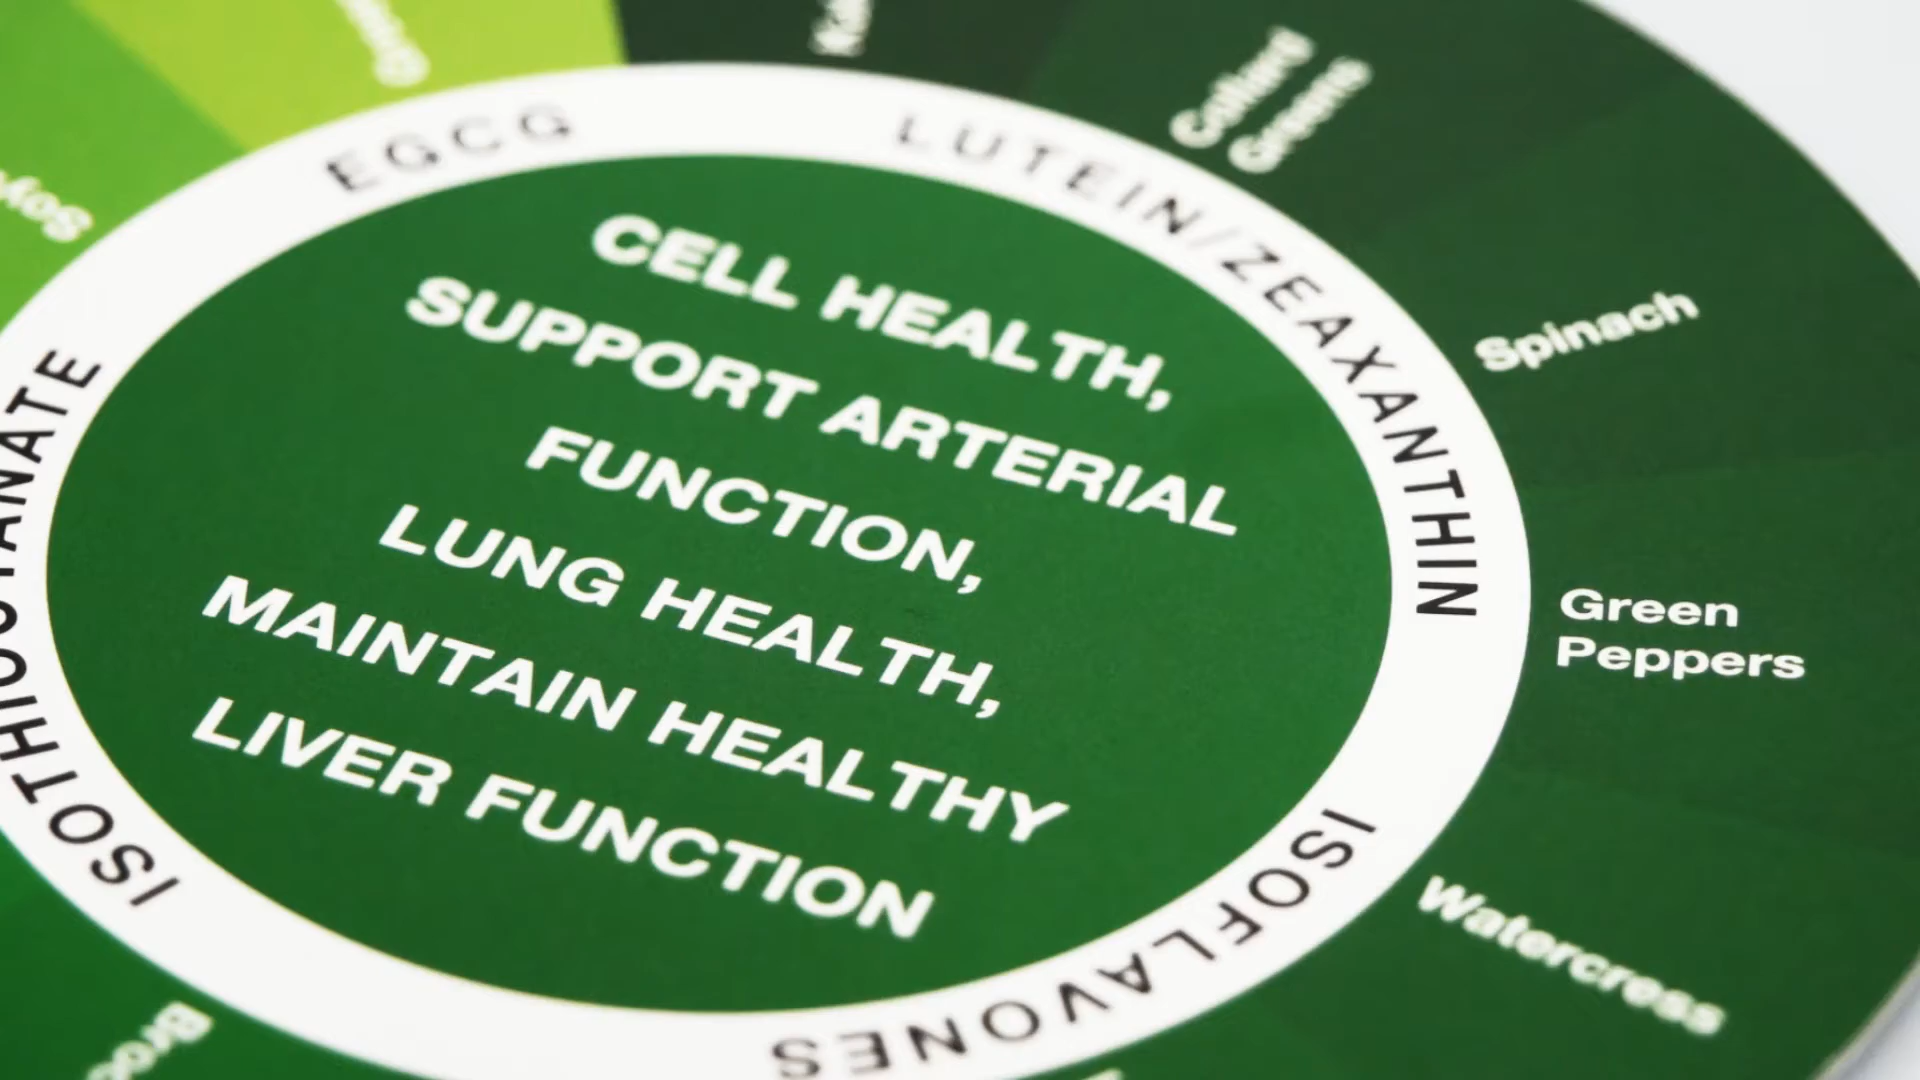 EGCG
LUTEIN/ZEAXANTHIN
ISOFLAVONES
CELL HEALTH,
SUPPORT ARTERIAL
FUNCTION,
LUNG HEALTH,
MAINTAIN HEALTHY
LIVER FUNCTION
Collard
Greens
Spinach
Green
Peppers
Watercress